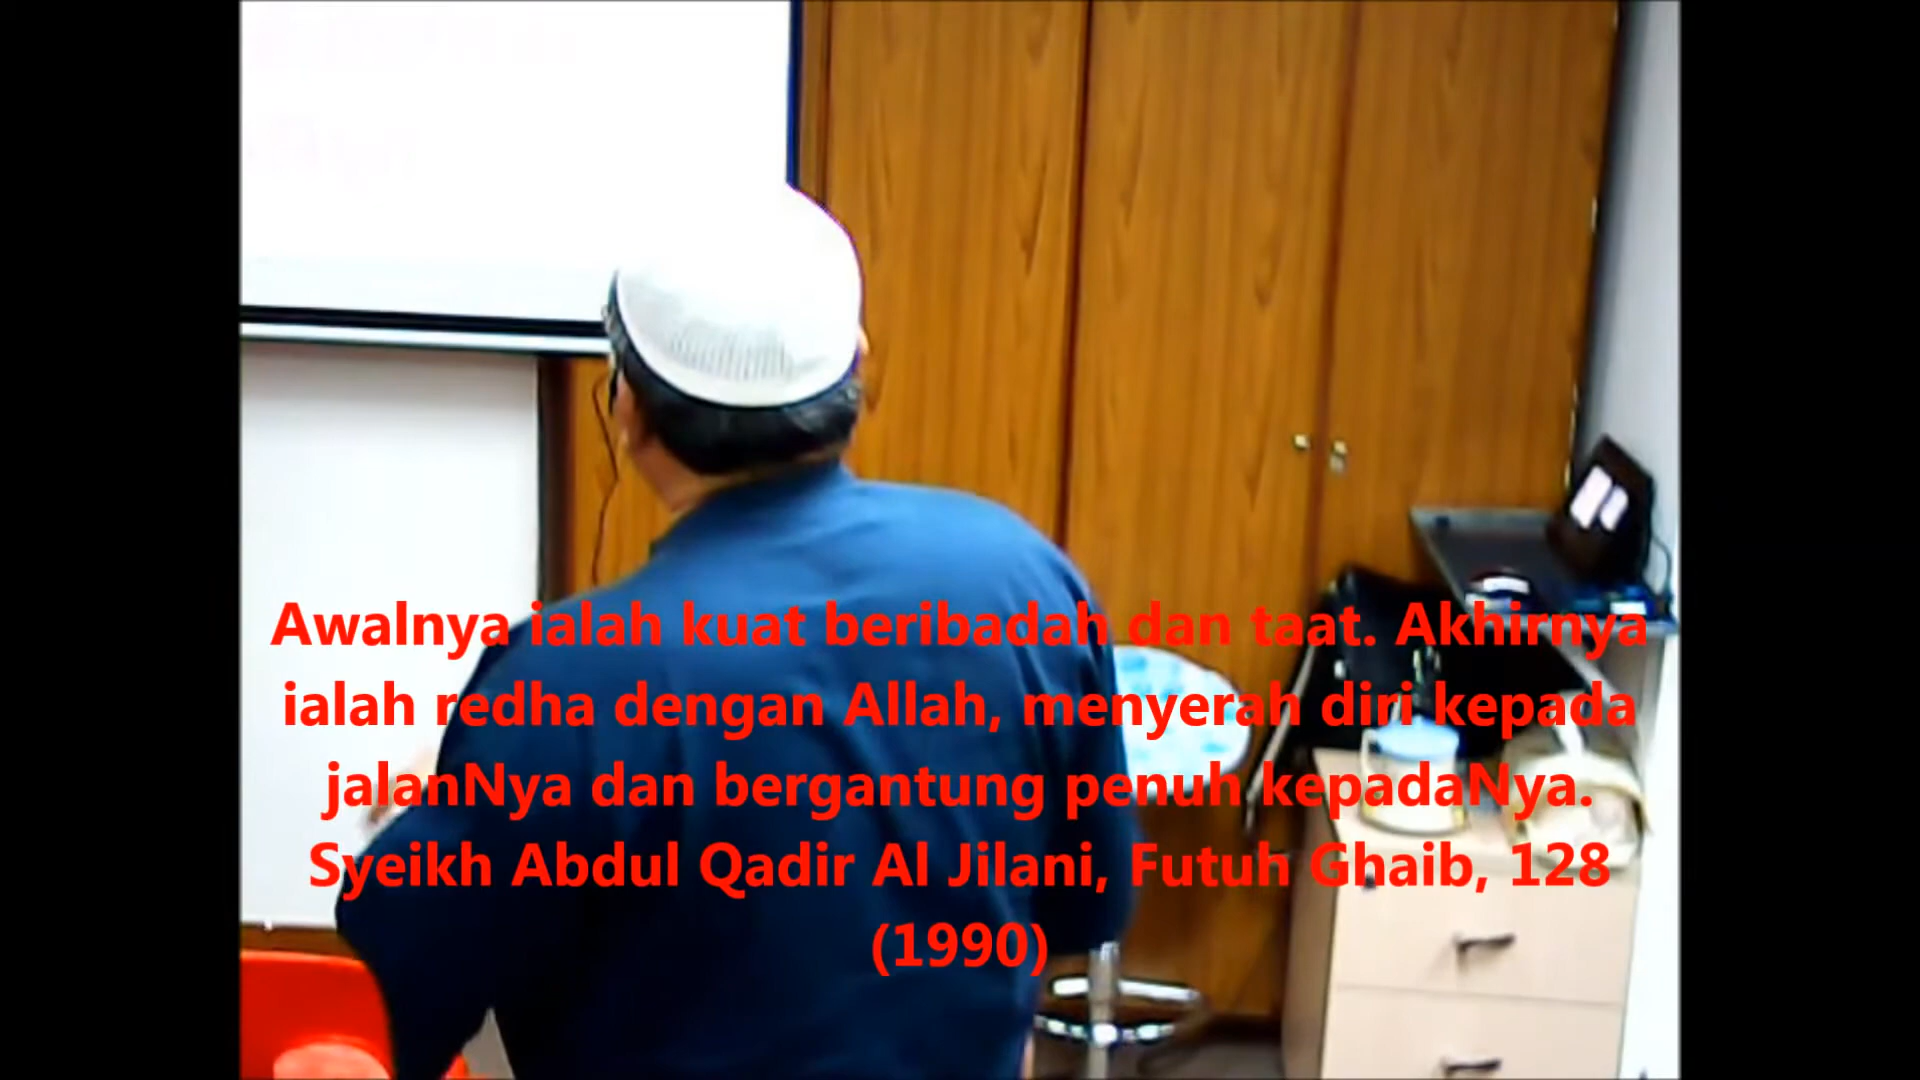 Awalnya ialah kuat beribadah dan taat. Akhirnya
ialah redha dengan Allah, menyerah diri kepada
jalanNya dan bergantung penuh kepadaNya.
Syeikh Abdul Qadir Al Jilani, Futuh Ghaib, 128
(1990)